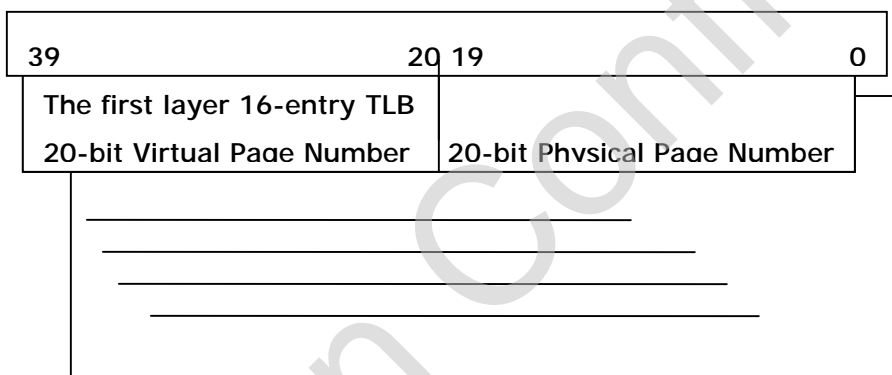 39 20 19 0
The first layer 16-entry TLB
20-bit Virtual Page Number 20-bit Physical Page Number